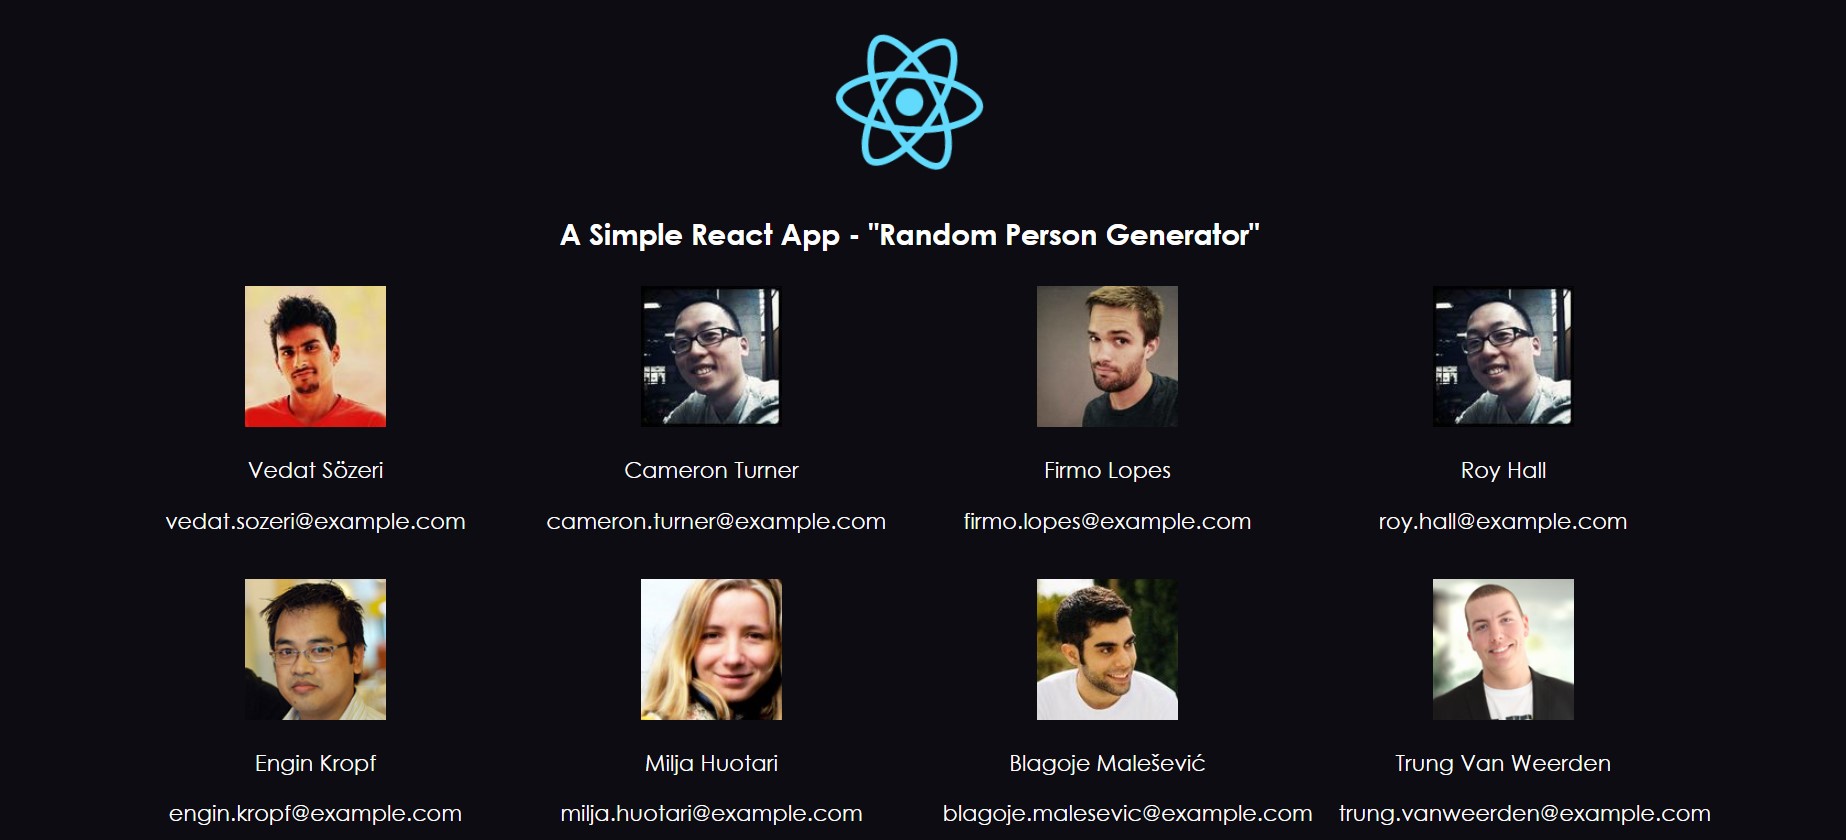 A Simple React App - "Random Person Generator"
Vedat Sözeri
vedat.sozeri@example.com
Cameron Turner
cameron.turner@example.com
Firmo Lopes
firmo.lopes@example.com
Roy Hall
roy.hall@example.com
Engin Kropf
engin.kropf@example.com
Milja Huotari
milja.huotari@example.com
Blagoje Malešević
blagoje.malesevic@example.com
Trung Van Weerden
trung.vanweerden@example.com